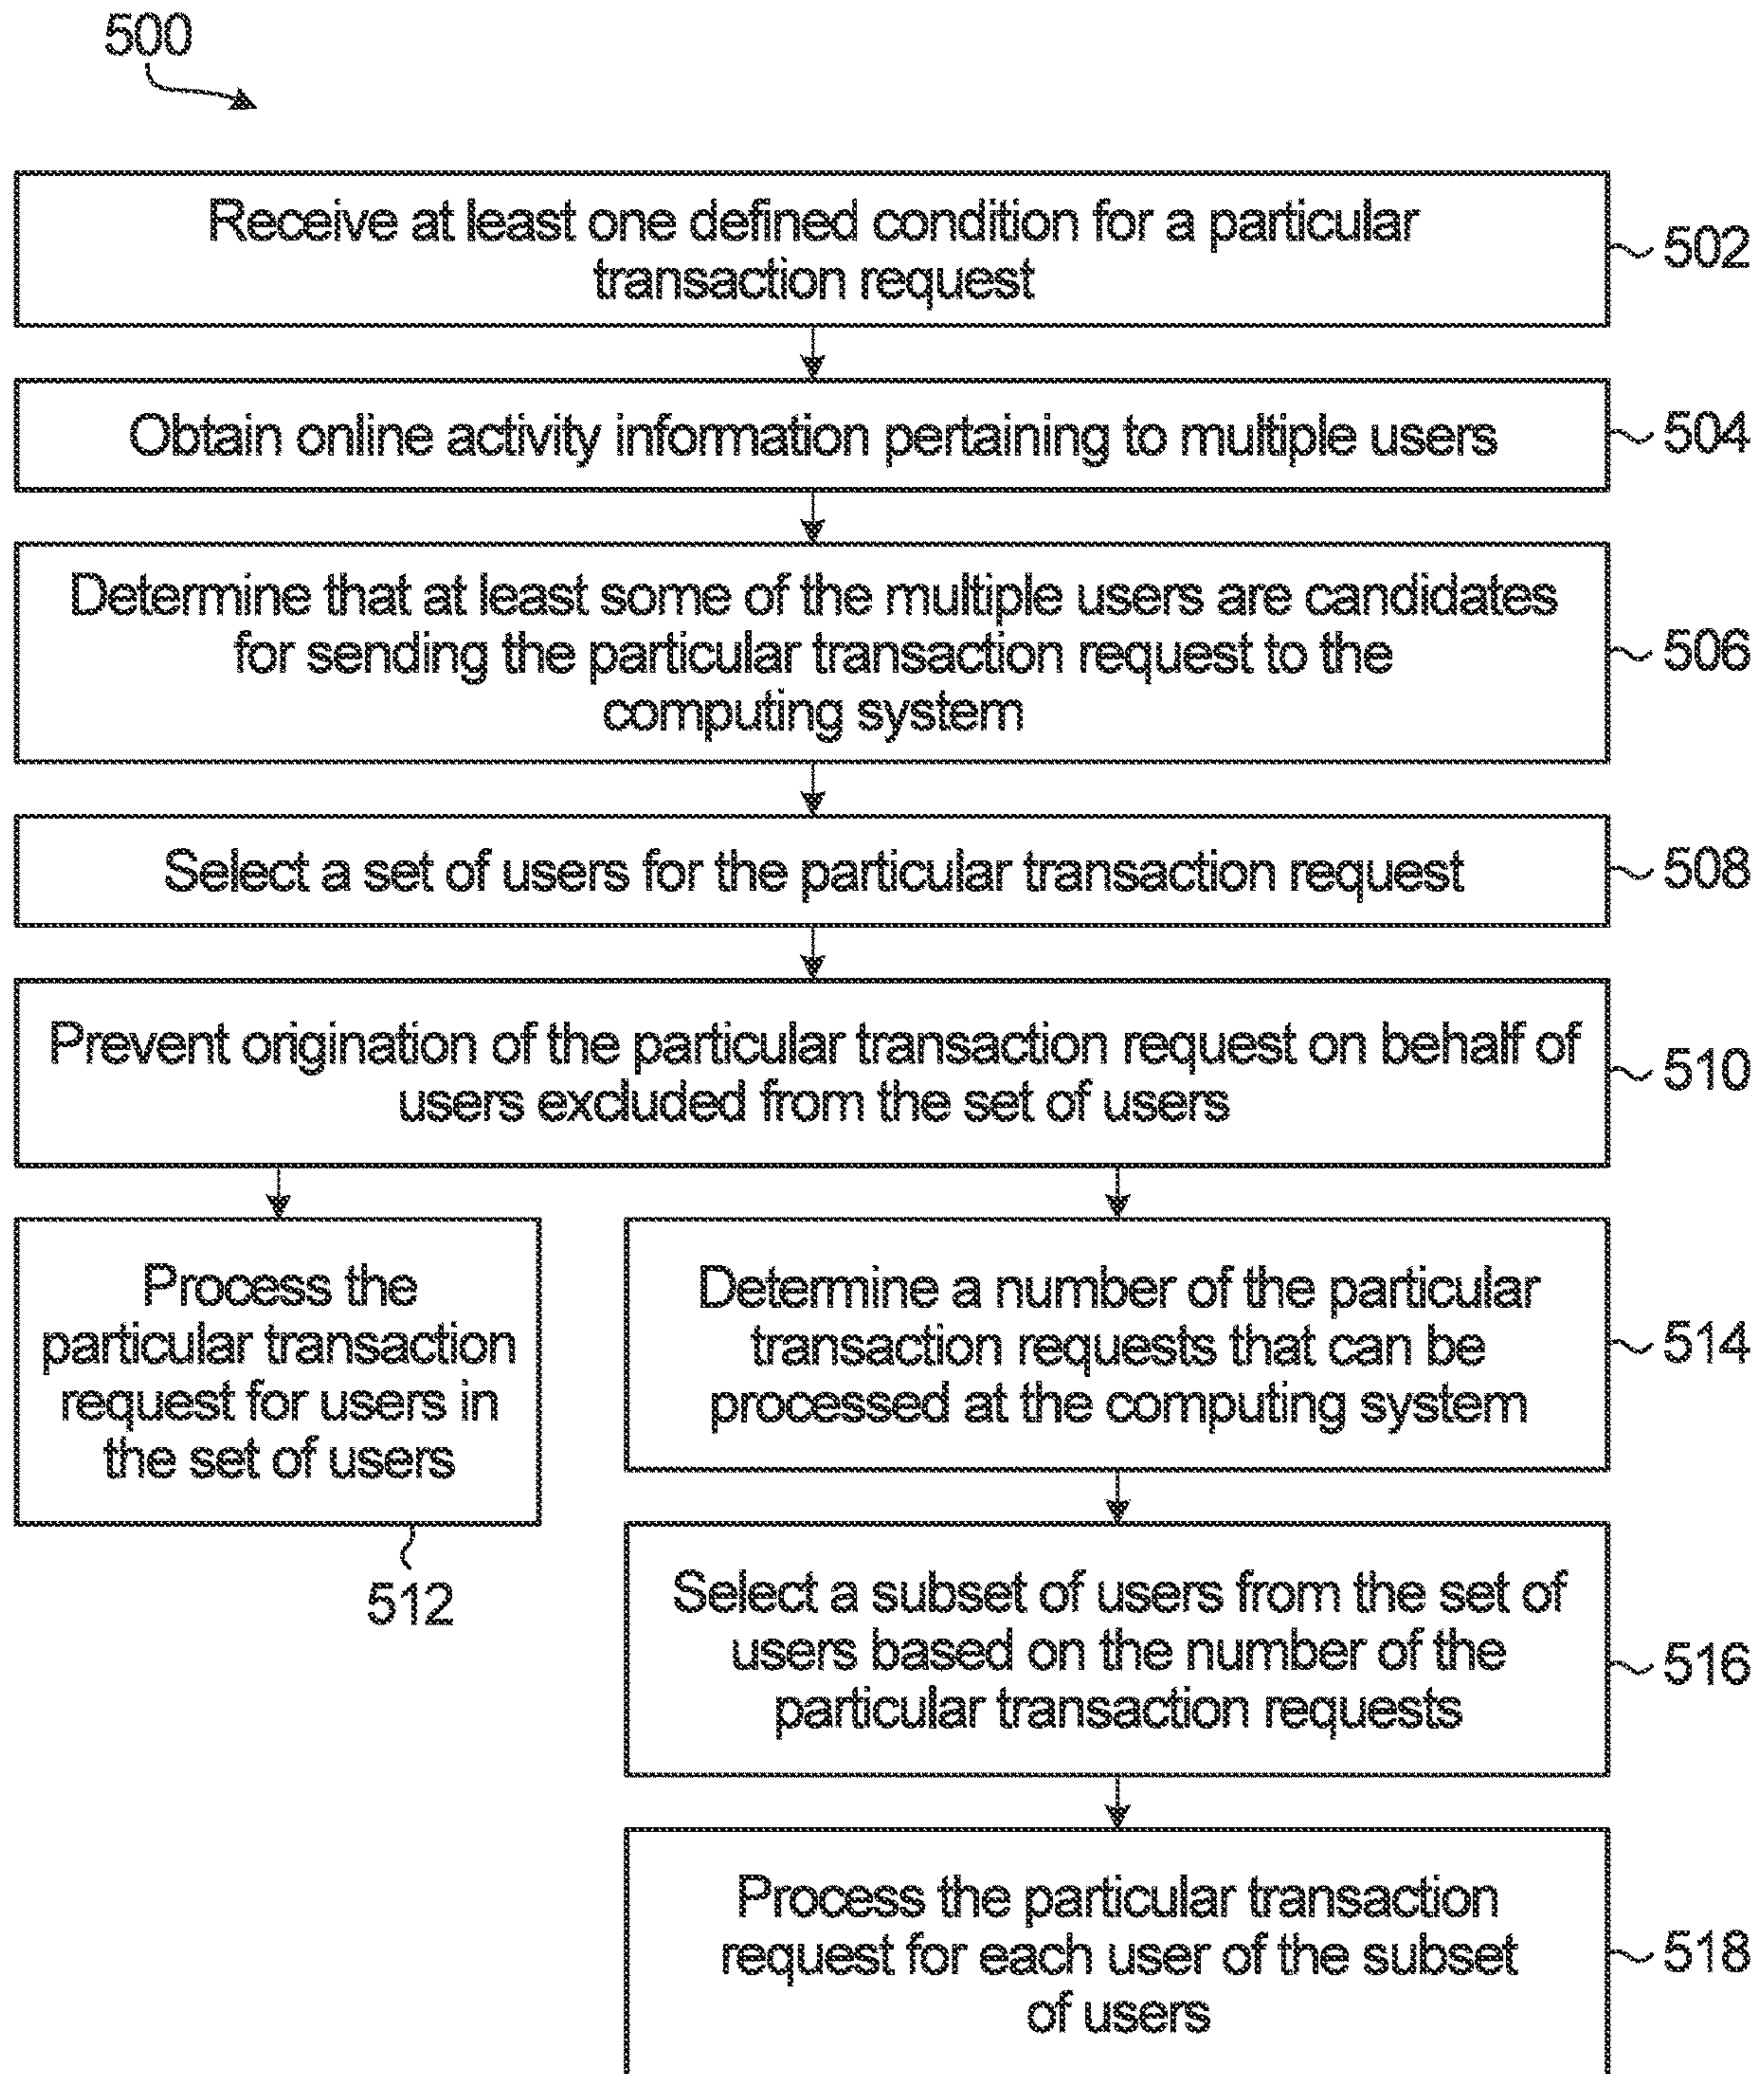 500
Receive at least one defined condition for a particular
transaction request
502
Obtain online activity information pertaining to multiple users
504
Determine that at least some of the multiple users are candidates
for sending the particular transaction request to the
computing system
506
Select a set of users for the particular transaction request
508
Prevent origination of the particular transaction request on behalf of
users excluded from the set of users
510
Process the
particular transaction
request for users in
the set of users
512
Determine a number of the particular
transaction requests that can be
processed at the computing system
514
Select a subset of users from the set of
users based on the number of the
particular transaction requests
516
Process the particular transaction
request for each user of the subset
of users
518